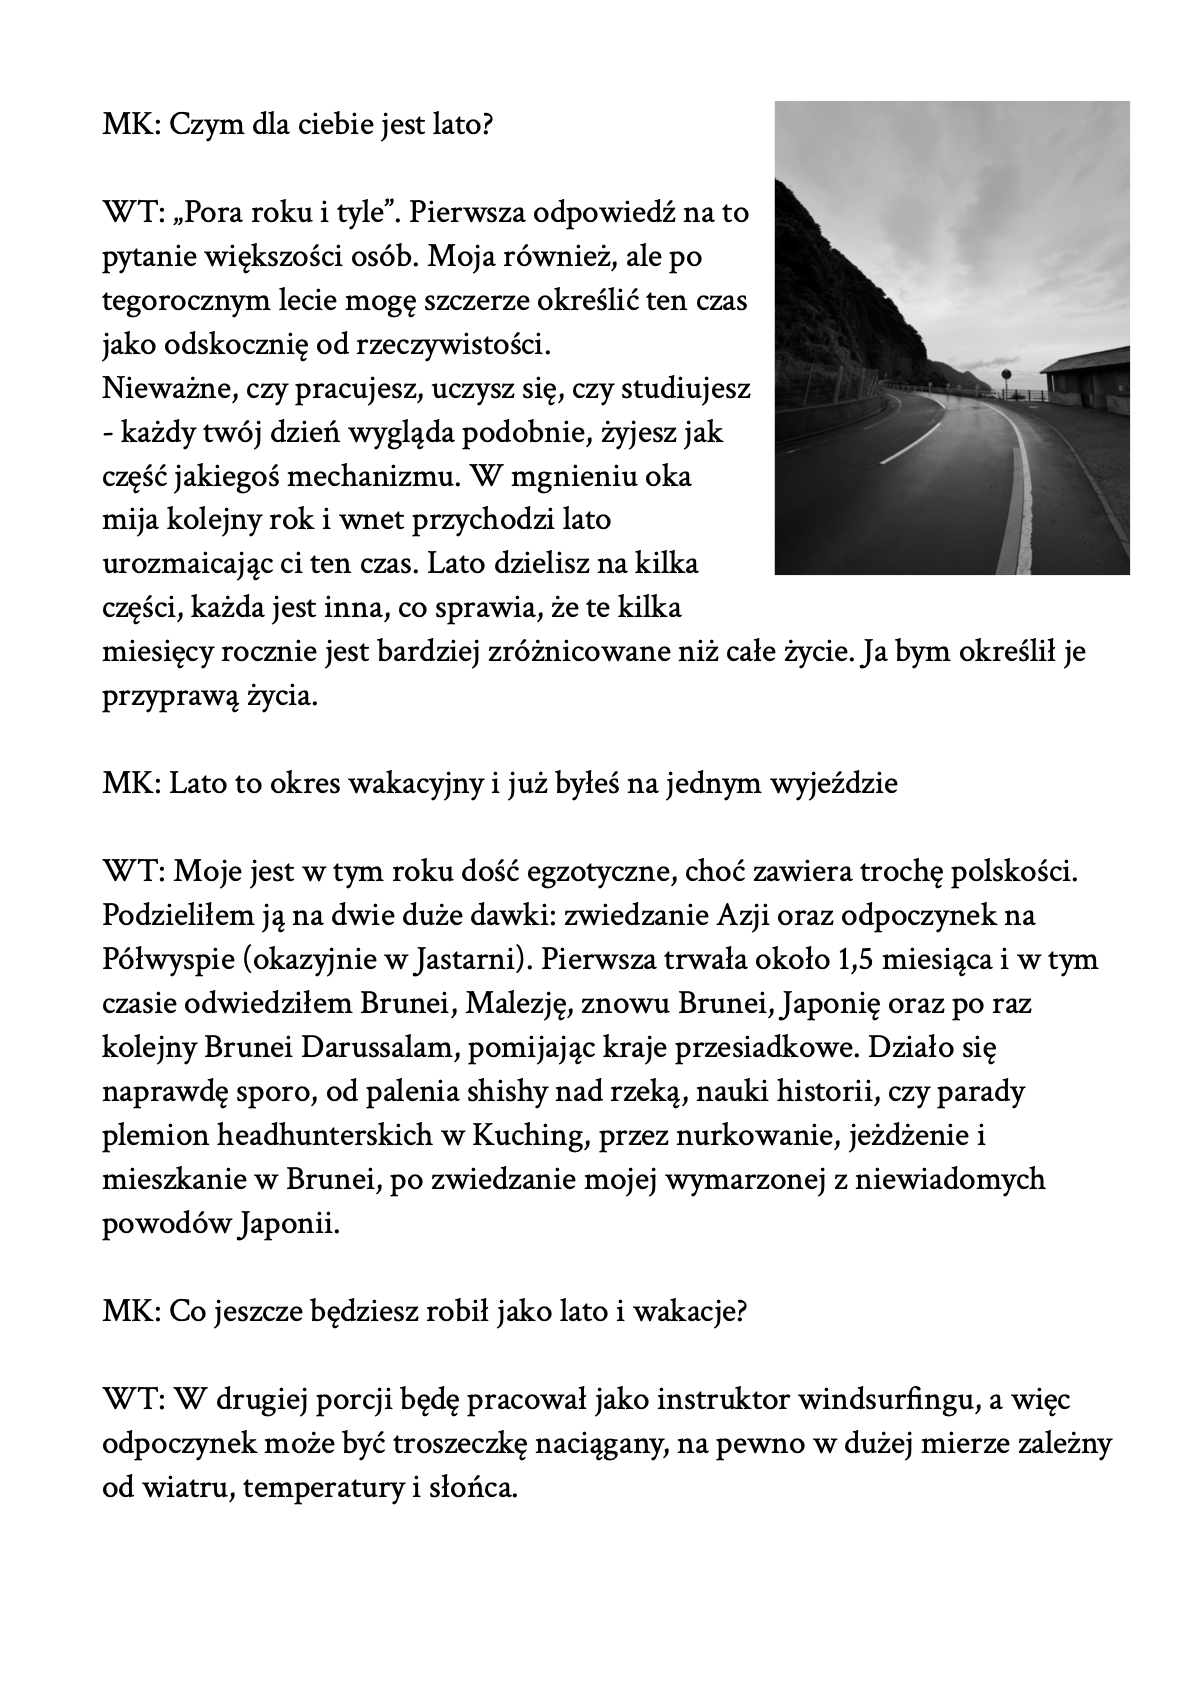 MK: Czym dla ciebie jest lato?
WT: „Pora roku i tyle”. Pierwsza odpowiedź na to
pytanie większości osób. Moja również, ale po
tegorocznym lecie mogę szczerze określić ten czas
jako odskocznię od rzeczywistości.
Nieważne, czy pracujesz, uczysz się, czy studiujesz
- każdy twój dzień wygląda podobnie, żyjesz jak
część jakiegoś mechanizmu. W mgnieniu oka
mija kolejny rok i wnet przychodzi lato
urozmaicając ci ten czas. Lato dzielisz na kilka
części, każda jest inna, co sprawia, że te kilka
miesięcy rocznie jest bardziej zróżnicowane niż całe życie. Ja bym określił je
przyprawą życia.
MK: Lato to okres wakacyjny i już byłeś na jednym wyjeździe
WT: Moje jest w tym roku dość egzotyczne, choć zawiera trochę polskości.
Podzieliłem ją na dwie duże dawki: zwiedzanie Azji oraz odpoczynek na
Półwyspie (okazyjnie w Jastarni). Pierwsza trwała około 1,5 miesiąca i w tym
czasie odwiedziłem Brunei, Malezję, znowu Brunei, Japonię oraz po raz
kolejny Brunei Darussalam, pomijając kraje przesiadkowe. Działo się
naprawdę sporo, od palenia shishy nad rzeką, nauki historii, czy parady
plemion headhunterskich w Kuching, przez nurkowanie, jeżdżenie i
mieszkanie w Brunei, po zwiedzanie mojej wymarzonej z niewiadomych
powodów Japonii.
MK: Co jeszcze będziesz robił jako lato i wakacje?
WT: W drugiej porcji będę pracował jako instruktor windsurfingu, a więc
odpoczynek może być troszeczkę naciągany, na pewno w dużej mierze zależny
od wiatru, temperatury i słońca.